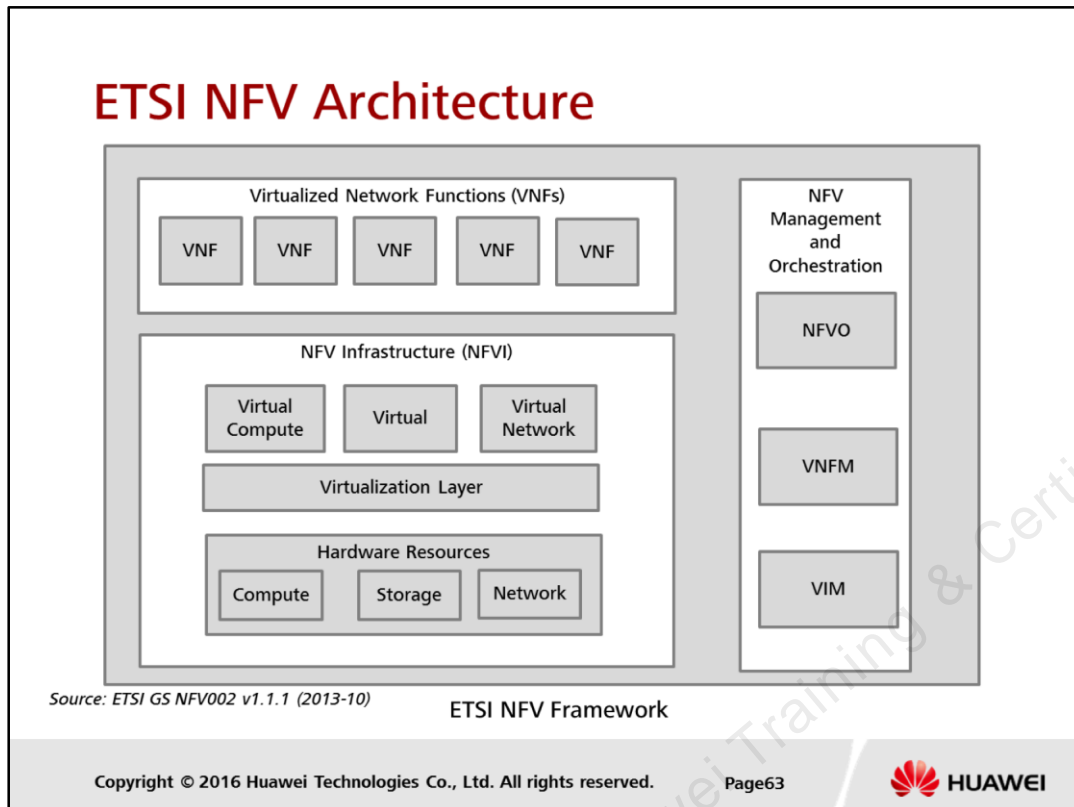 ETSI NFV Architecture
Virtualized Network Functions (VNFs)
VNF
VNF
VNF
VNF
VNF
NFV Infrastructure (NFVI)
Virtual
Compute
Virtual
Virtual
Network
Virtualization Layer
Hardware Resources
Compute
Storage
Network
NFV
Management
and
Orchestration
NFVO
VNFM
VIM
Source: ETSI GS NFV002 v1.1.1 (2013-10)
ETSI NFV Framework
Copyright © 2016 Huawei Technologies Co., Ltd. All rights reserved.
Page63
HUAWEI
Training &